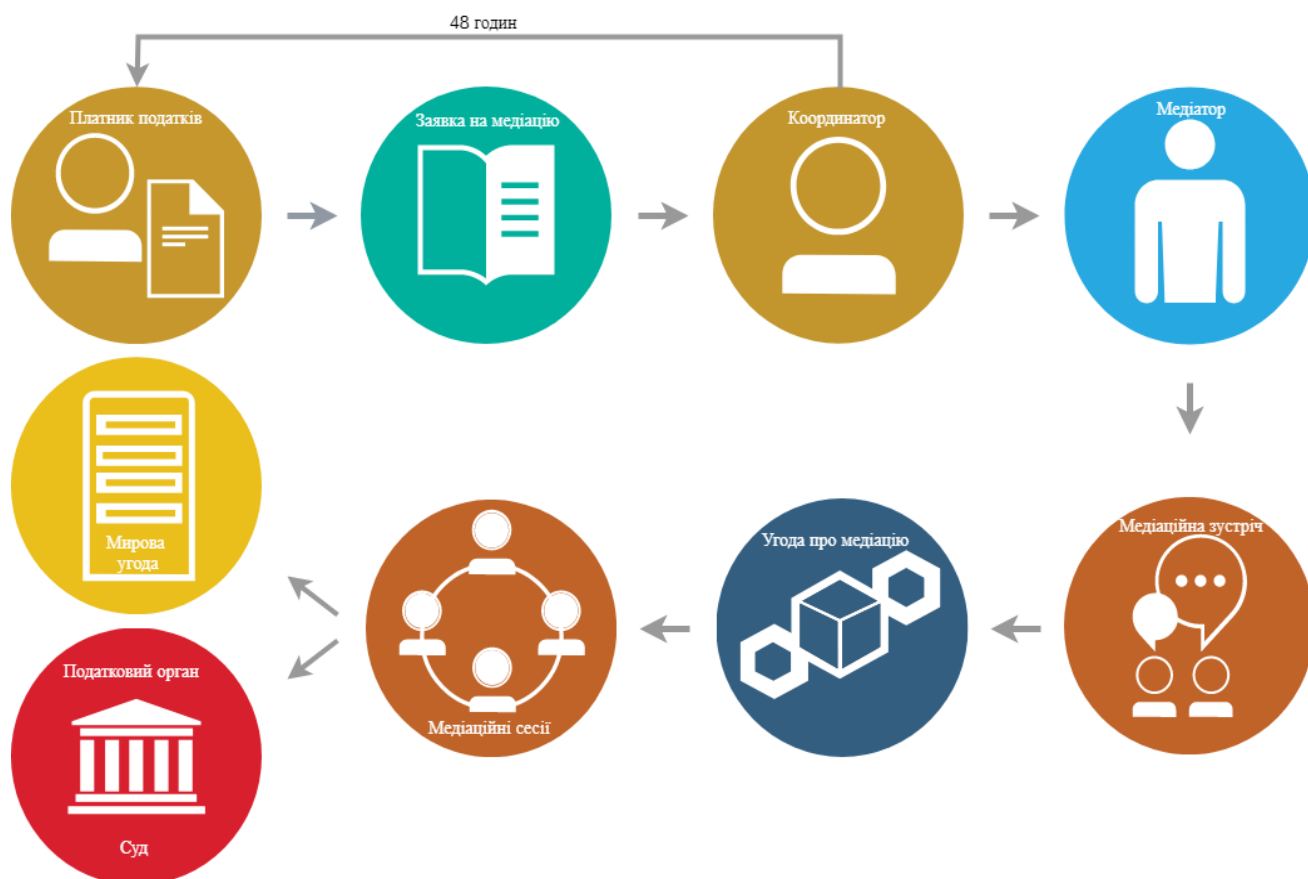 48 годин
Платник податків
Заявка на медіацію
Координатор
Медіатор
Медіаційна зустріч
Угода про медіацію
Медіаційні сесії
Мирова
угода
Податковий орган
Суд